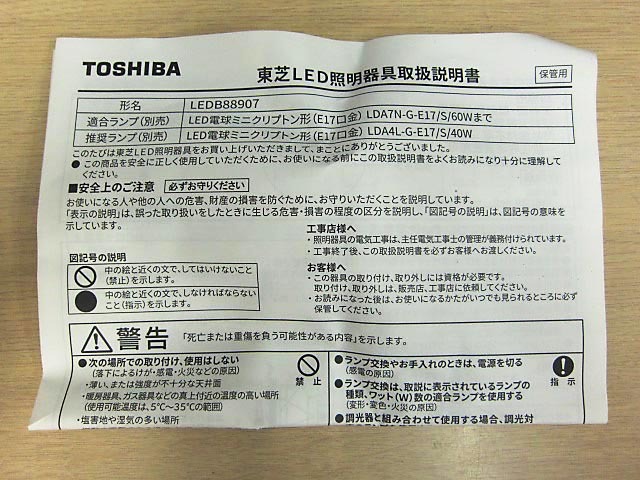 TOSHIBA
東芝LED照明器具取扱説明書
保管用
形名 LEDB88907
適合ランプ(別売) LED電球ミニクリプトン形(E17口金) LDA7N-G-E17/S/60Wまで
推奨ランプ(別売) LED電球ミニクリプトン形(E17口金) LDA4L-G-E17/S/40W
このたびは東芝LED照明器具をお買い上げいただきまして、まことにありがとうございました。
● この商品を安全に正しく使用していただくために、お使いになる前にこの取扱説明書をよくお読みになり十分に理解して
ください。
■安全上のご注意 必ずお守りください
お使いになる人や他の人への危害、財産の損害を防ぐために、お守りいただくことを説明しています。
「表示の説明」は、誤った取り扱いをしたときに生じる危害・損害の程度の区分を説明し、「図記号の説明」は、図記号の意味を
示しています。
図記号の説明
中の絵と近くの文で、してはいけないこと
(禁止)を示します。
中の絵と近くの文で、しなければならない
こと(指示)を示します。
工事店様へ
・照明器具の電気工事は、主任電気工事士の管理が義務付けられています。
・工事終了後、この取扱説明書を必ずお客様へお渡しください。
お客様へ
・この器具の取り付け、取り外しには資格が必要です。
取り付け、取り外しは、販売店、工事店に依頼してください。
・お読みになった後は、お使いになるかたがいつでも見られるところに必ず
保管してください。
警告 「死亡または重傷を負う可能性がある内容」を示します。
● 次の場所での取り付け、使用はしない
(落下によるけが・感電・火災などの原因)
・薄い、または強度が不十分な天井面
・暖房器具、ガス器具などの真上付近の温度の高い場所
(使用可能温度は、5℃～35℃の範囲)
・塩害地や湿気の多い場所
禁止
● ランプ交換やお手入れのときは、電源を切る
(感電の原因)
● ランプ交換は、取説に表示されているランプの
種類、ワット(W)数の適合ランプを使用する
(変形・変色・火災の原因)
● 調光器と組み合わせて使用する場合、調光対
指示